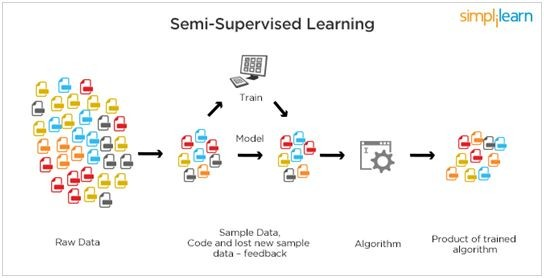 Semi-Supervised Learning
simplilearn
Train
Model
Raw Data
Sample Data,
Code and lost new sample
data – feedback
Algorithm
Product of trained
algorithm